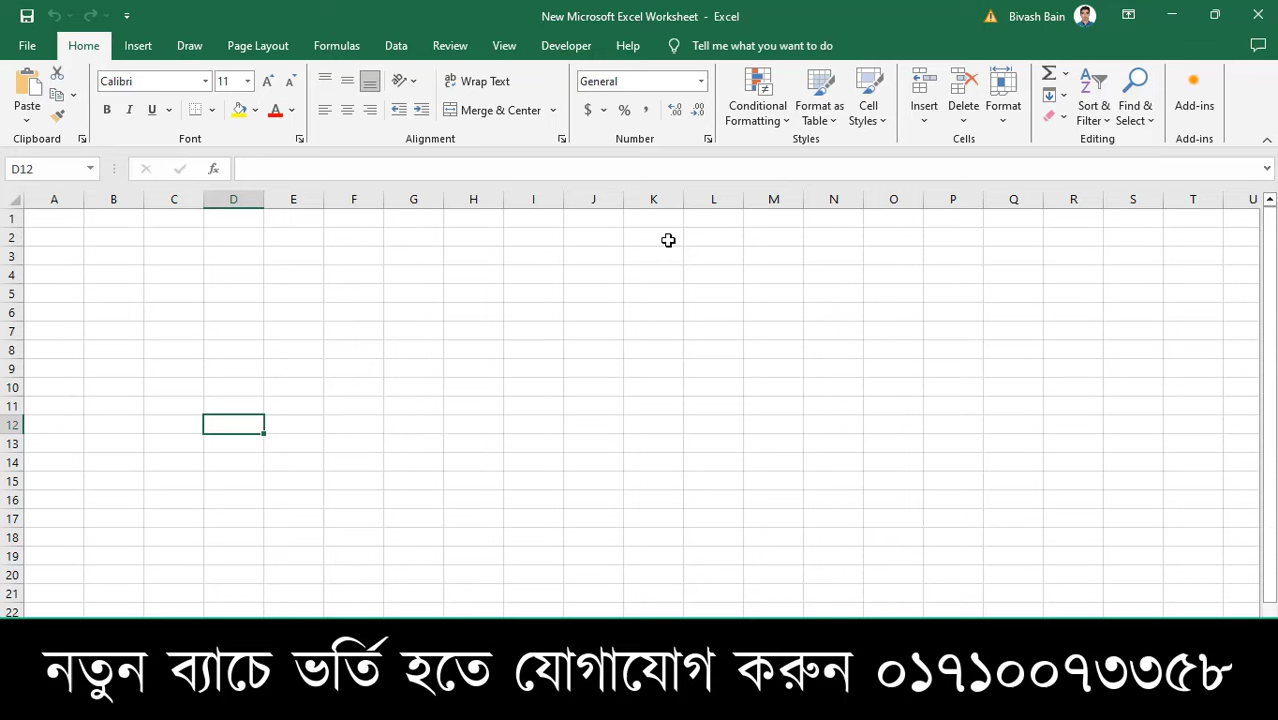 New Microsoft Excel Worksheet - Excel
Bivash Bain
File Home Insert Draw Page Layout Formulas Data Review View Developer Help Tell me what you want to do
Paste
Clipboard
Calibri 11
B I U
Font
Wrap Text
Merge & Center
Alignment
General
$ % ,
Number
Conditional Formatting
Format as Table
Cell Styles
Styles
Insert Delete Format
Cells
Sort & Filter
Find & Select
Editing
Add-ins
Add-ins
D12 fx
A B C D E F G H I J K L M N O P Q R S T U
1
2
3
4
5
6
7
8
9
10
11
12
13
14
15
16
17
18
19
20
21
22
নতুন ব্যাচে ভর্তি হতে যোগাযোগ করুন ০১৭১০০৭৩৩৫৮